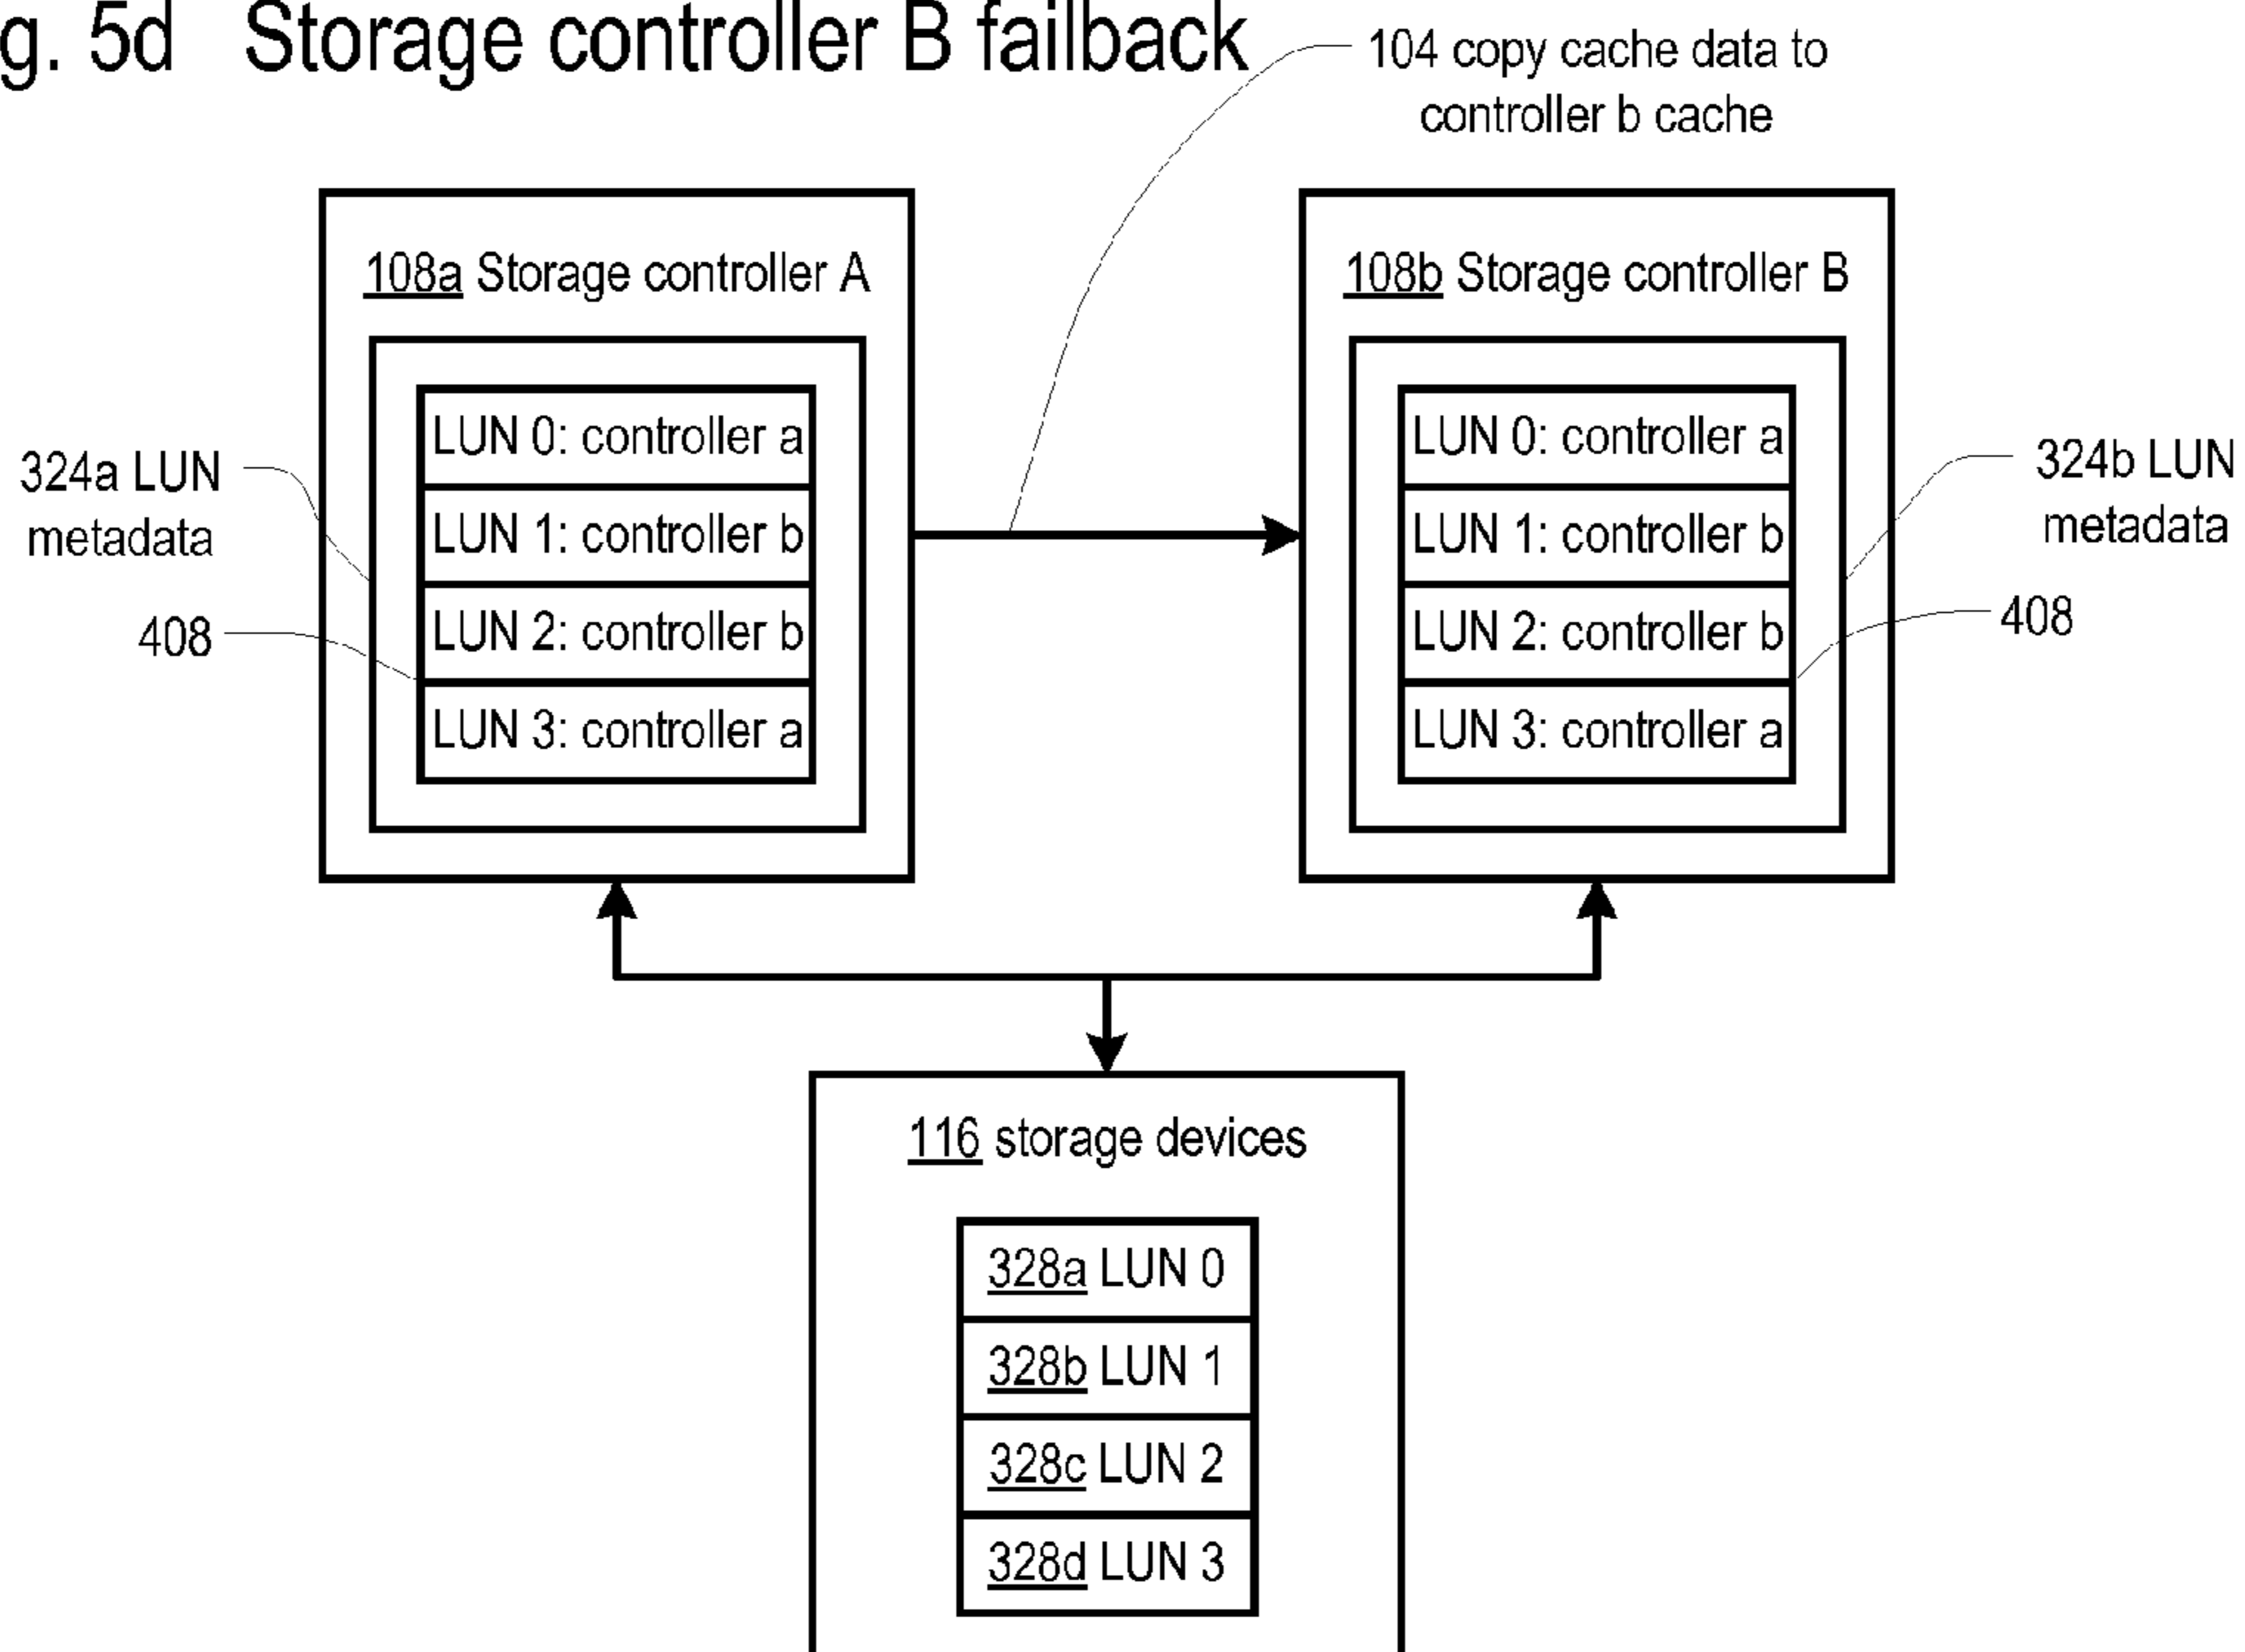 g. 5d Storage controller B failback
104 copy cache data to
controller b cache
108a Storage controller A
LUN 0: controller a
LUN 1: controller b
LUN 2: controller b
LUN 3: controller a
324a LUN
metadata
408
108b Storage controller B
LUN 0: controller a
LUN 1: controller b
LUN 2: controller b
LUN 3: controller a
324b LUN
metadata
408
116 storage devices
328a LUN 0
328b LUN 1
328c LUN 2
328d LUN 3